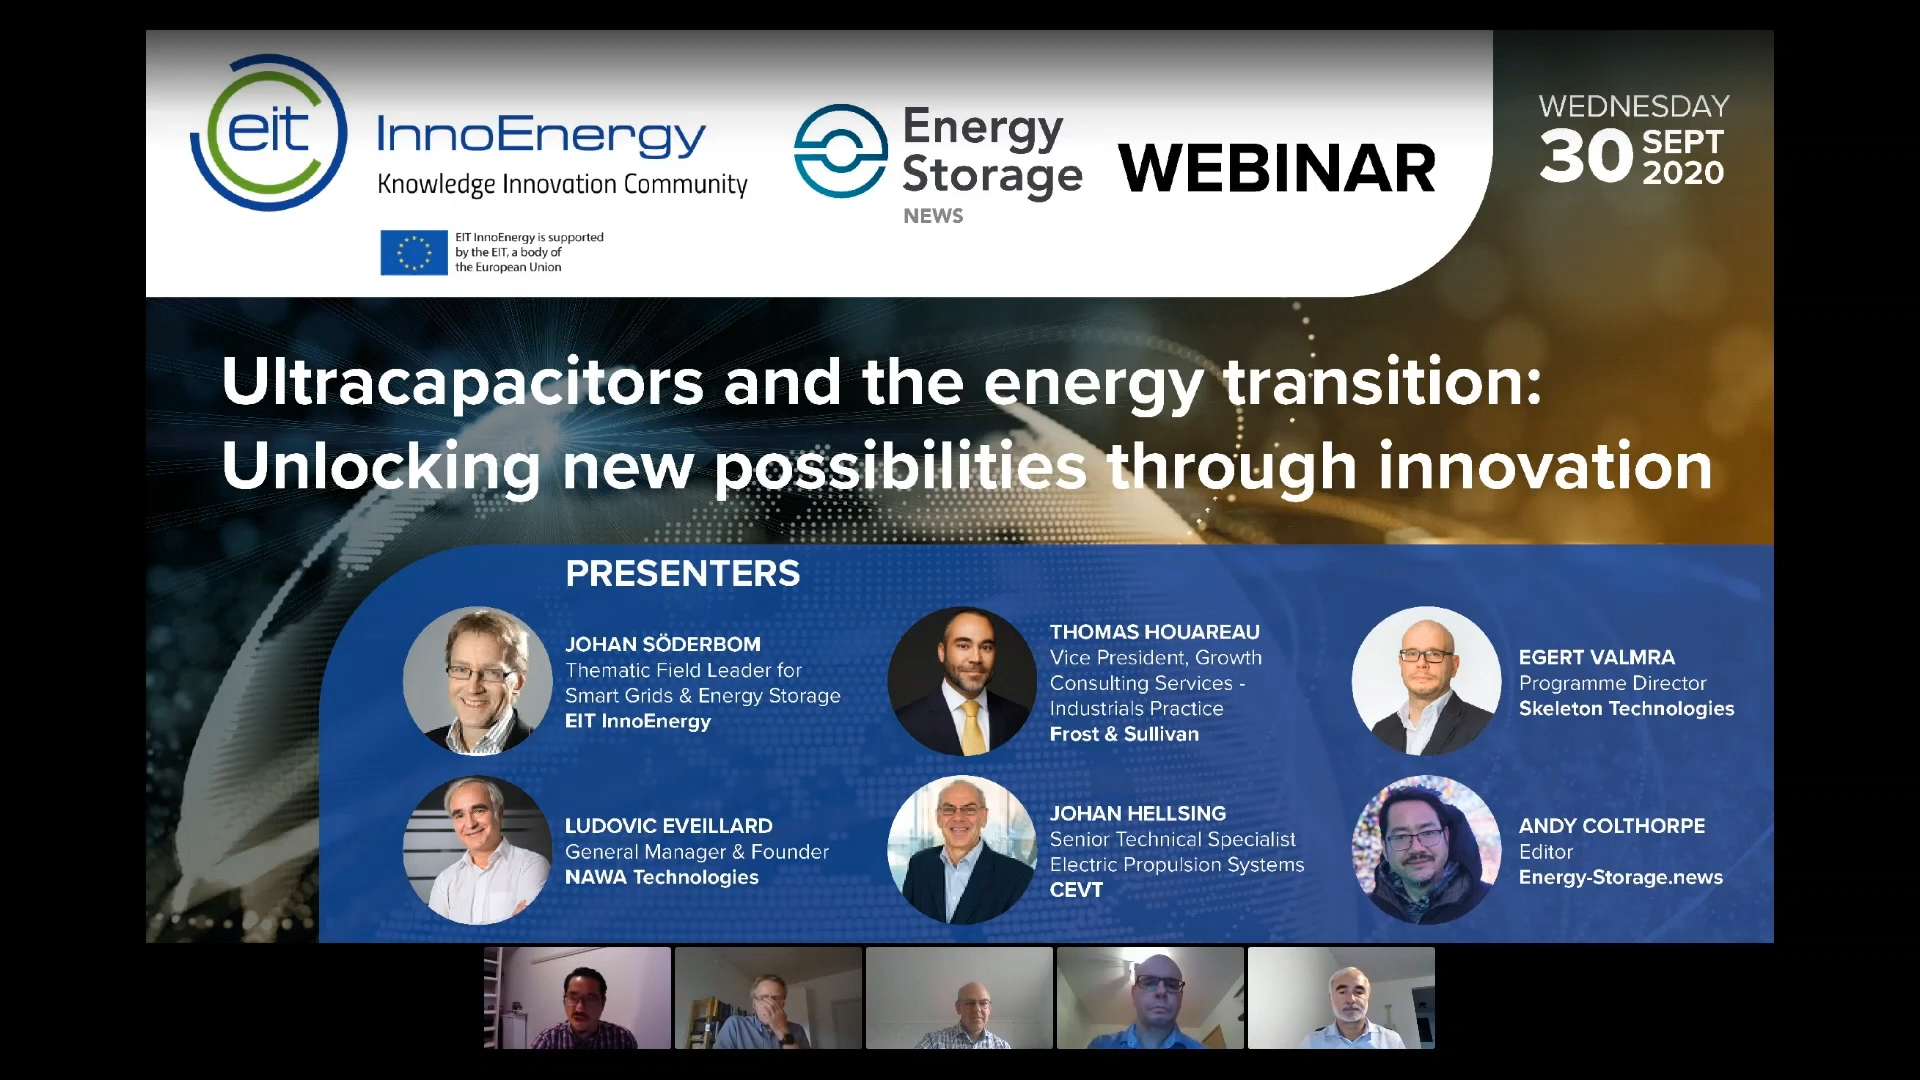 eit InnoEnergy
Knowledge Innovation Community
EIT InnoEnergy is supported
by the EIT, a body of
the European Union
Energy
Storage
NEWS
WEBINAR
WEDNESDAY
30 SEPT
2020
Ultracapacitors and the energy transition:
Unlocking new possibilities through innovation
PRESENTERS
JOHAN SÖDERBOM
Thematic Field Leader for
Smart Grids & Energy Storage
EIT InnoEnergy
THOMAS HOUAREAU
Vice President, Growth
Consulting Services -
Industrials Practice
Frost & Sullivan
EGERT VALMRA
Programme Director
Skeleton Technologies
LUDOVIC EVEILLARD
General Manager & Founder
NAWA Technologies
JOHAN HELLSING
Senior Technical Specialist
Electric Propulsion Systems
CEVT
ANDY COLTHORPE
Editor
Energy-Storage.news